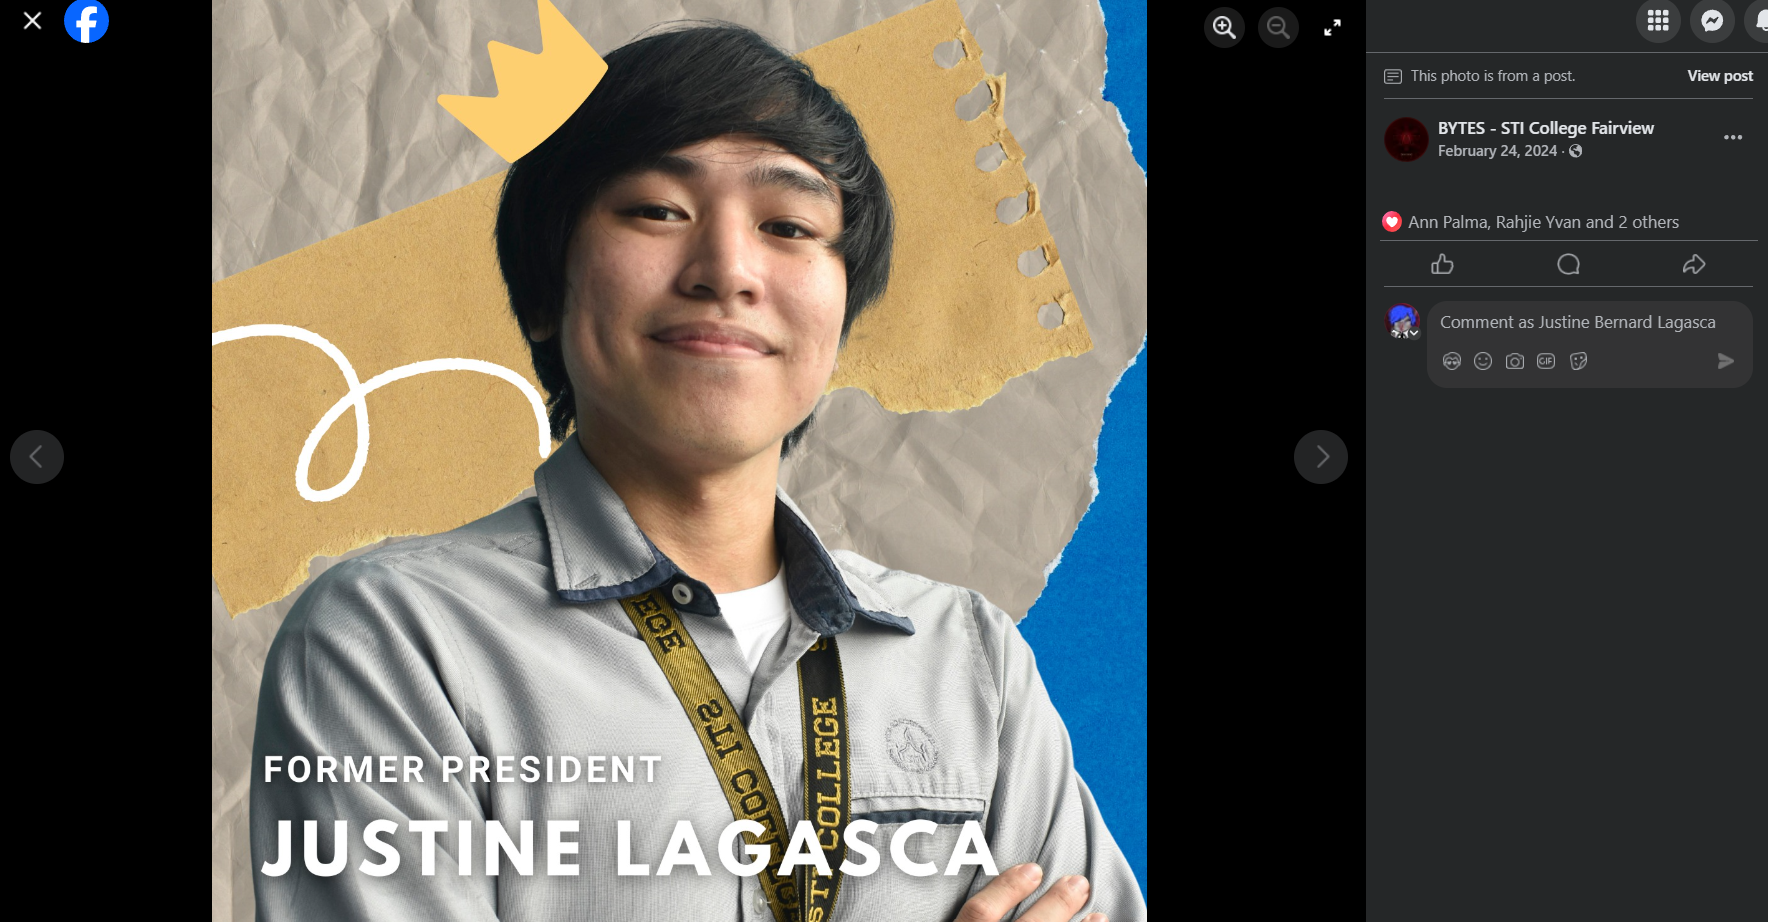 This photo is from a post.
View post
BYTES - STI College Fairview
February 24, 2024 ·
Ann Palma, Rahjie Yvan and 2 others
Comment as Justine Bernard Lagasca
GIF
EGE
STI COLLEGE
STI COLLEGE
S
FORMER PRESIDENT
JUSTINE LAGASCA